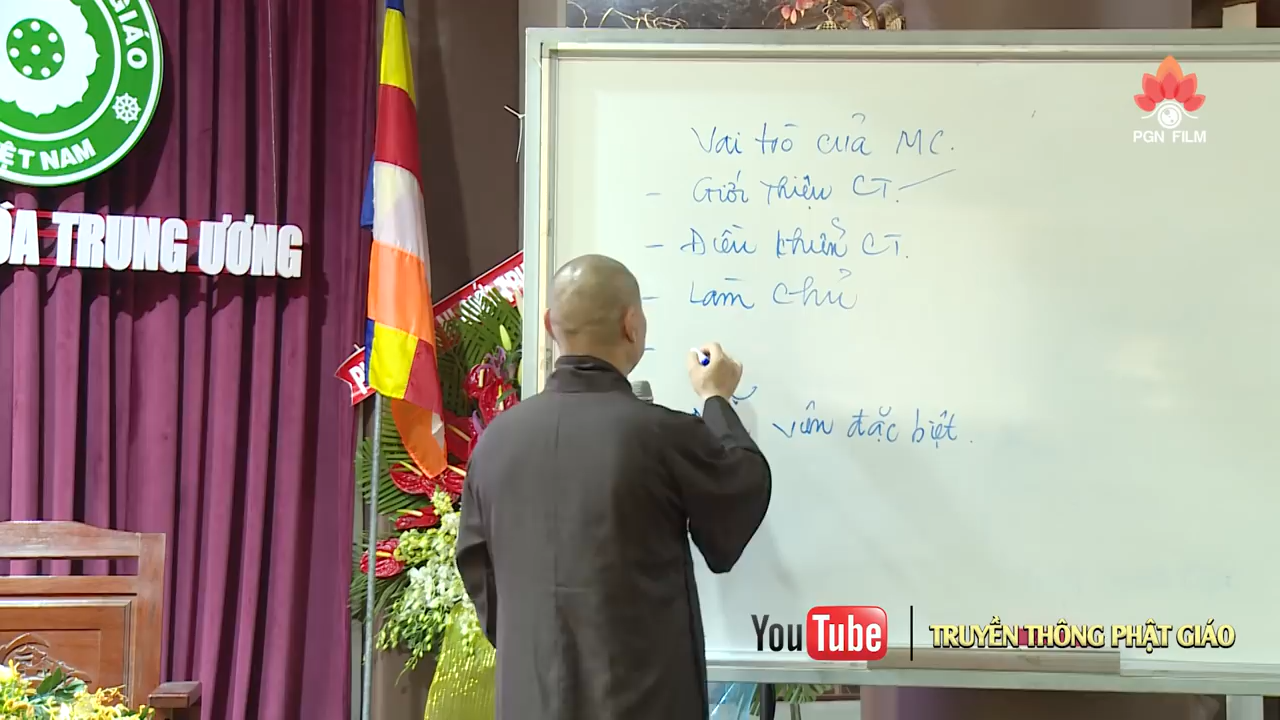 GIÁO
VIỆT NAM
ÓA TRUNG ƯƠNG
PGN FILM
Vai trò của MC.
- Giới Thiệu CT.
- Điều khiển CT.
- Làm chủ
-
viên đặc biệt.
YouTube
TRUYỀN THÔNG PHẬT GIÁO